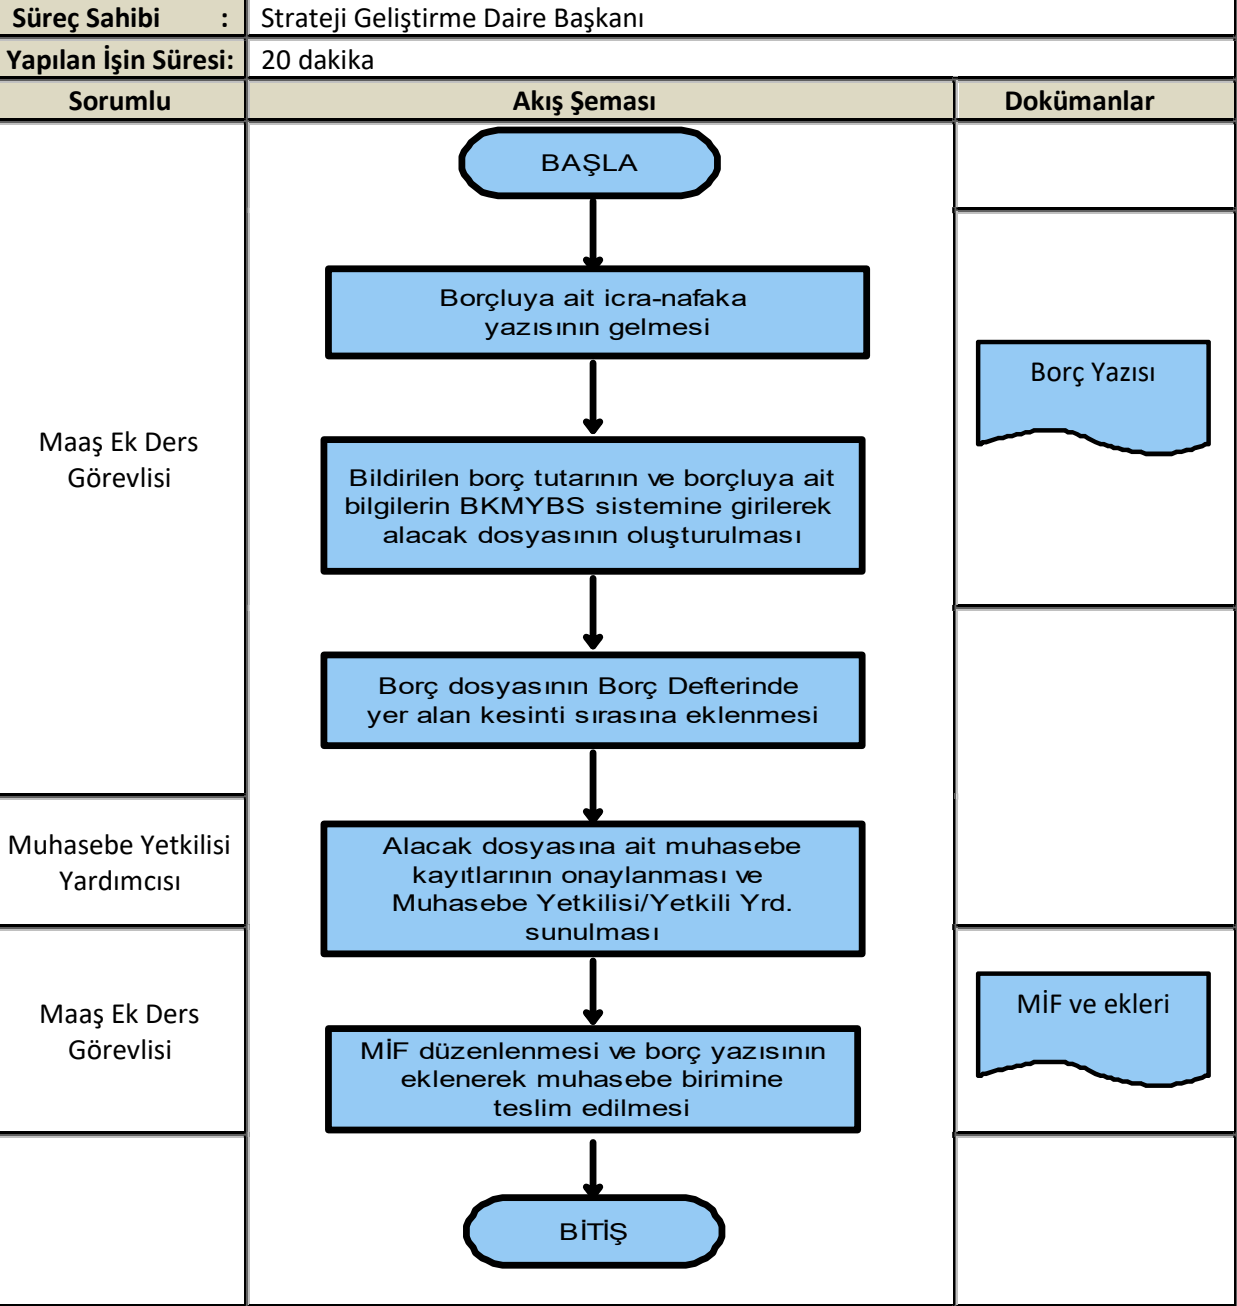 Süreç Sahibi : Strateji Geliştirme Daire Başkanı
Yapılan İşin Süresi: 20 dakika
Sorumlu Akış Şeması Dokümanlar
BAŞLA
Borçluya ait icra-nafaka
yazısının gelmesi
Borç Yazısı
Maaş Ek Ders
Görevlisi
Bildirilen borç tutarının ve borçluya ait
bilgilerin BKMYBS sistemine girilerek
alacak dosyasının oluşturulması
Borç dosyasının Borç Defterinde
yer alan kesinti sırasına eklenmesi
Muhasebe Yetkilisi
Yardımcısı
Alacak dosyasına ait muhasebe
kayıtlarının onaylanması ve
Muhasebe Yetkilisi/Yetkili Yrd.
sunulması
Maaş Ek Ders
Görevlisi
MİF ve ekleri
MİF düzenlenmesi ve borç yazısının
eklenerek muhasebe birimine
teslim edilmesi
BİTİŞ